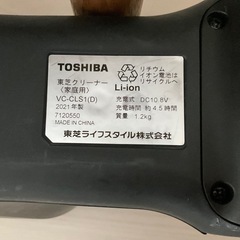 TOSHIBA
東芝クリーナー
〈家庭用〉
VC-CLS1(D)
2021年製
7120550
MADE IN CHINA
リチウム
イオン電池は
リサイクルへ
Li-ion
充電式 DC10.8V
充電時間 約4.5時間
質量 1.2kg
東芝ライフスタイル株式会社